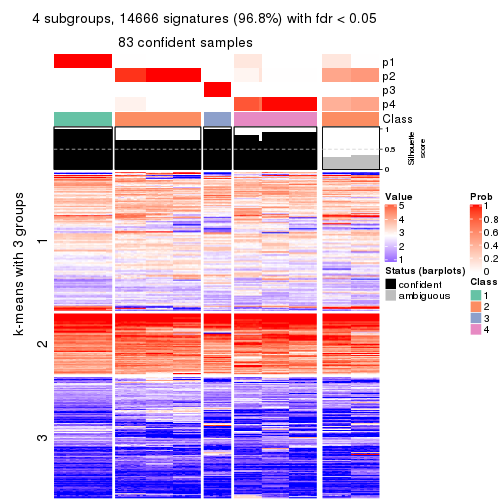 4 subgroups, 14666 signatures (96.8%) with fdr < 0.05
83 confident samples
p1
p2
p3
p4
Class
1
0.5
0
Silhouette
score
k-means with 3 groups
1
2
3
Value
5
4
3
2
1
Status (barplots)
confident
ambiguous
Prob
1
0.8
0.6
0.4
0.2
0
Class
1
2
3
4